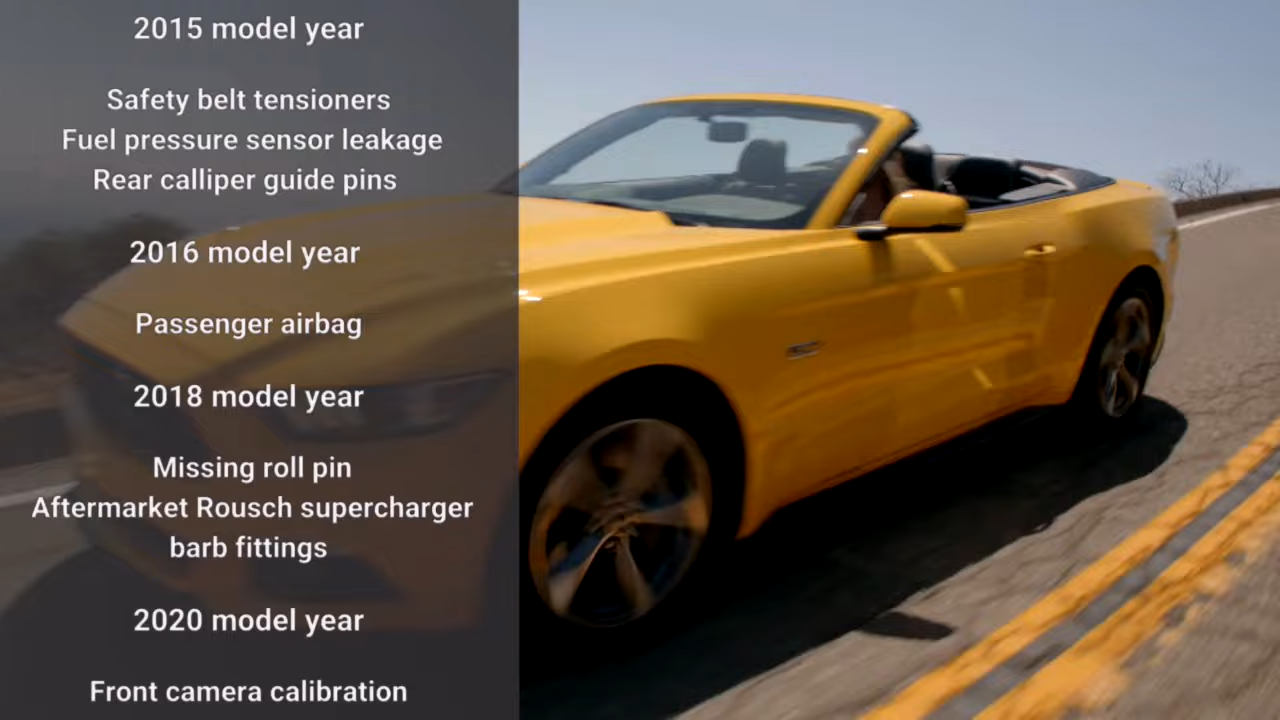 2015 model year
Safety belt tensioners
Fuel pressure sensor leakage
Rear calliper guide pins
2016 model year
Passenger airbag
2018 model year
Missing roll pin
Aftermarket Rousch supercharger
barb fittings
2020 model year
Front camera calibration